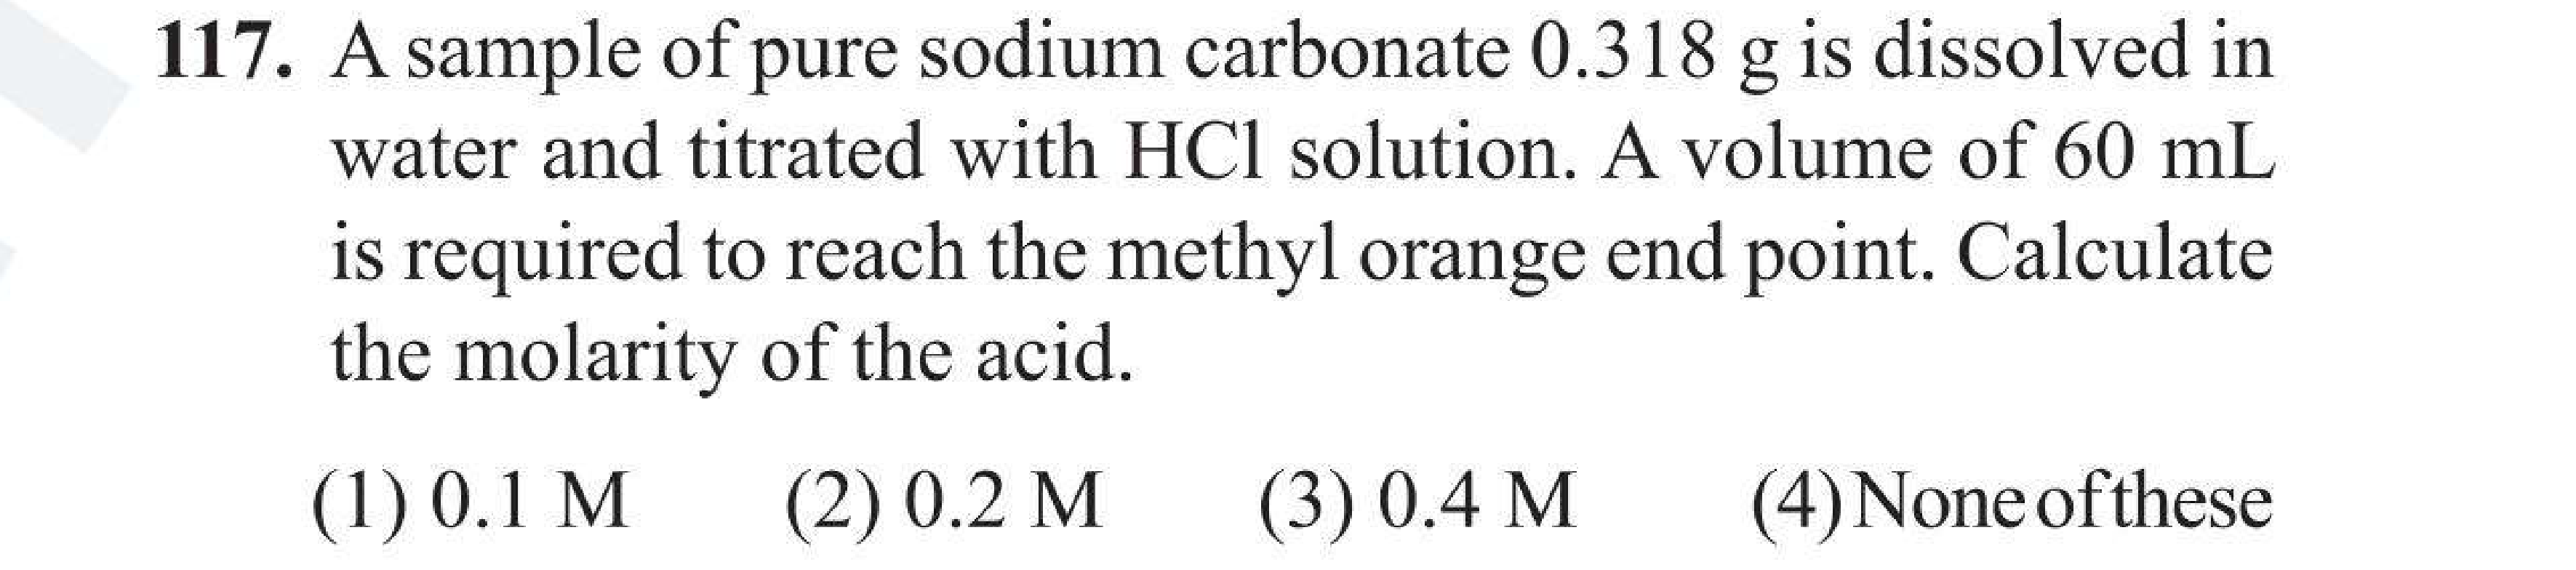 117. A sample of pure sodium carbonate 0.318 g is dissolved in
water and titrated with HCl solution. A volume of 60 mL
is required to reach the methyl orange end point. Calculate
the molarity of the acid.
(1) 0.1 M (2) 0.2 M (3) 0.4 M (4) None of these